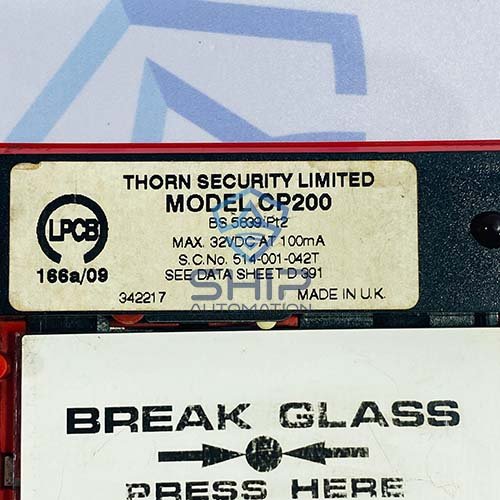 THORN SECURITY LIMITED
MODEL CP200
BS 5839:Pt2
MAX. 32VDC AT 100mA
S.C.No. 514-001-042T
SEE DATA SHEET D 391
LPCB
166a/09
342217
MADE IN U.K.
SHIP
AUTOMATION
BREAK GLASS
PRESS HERE